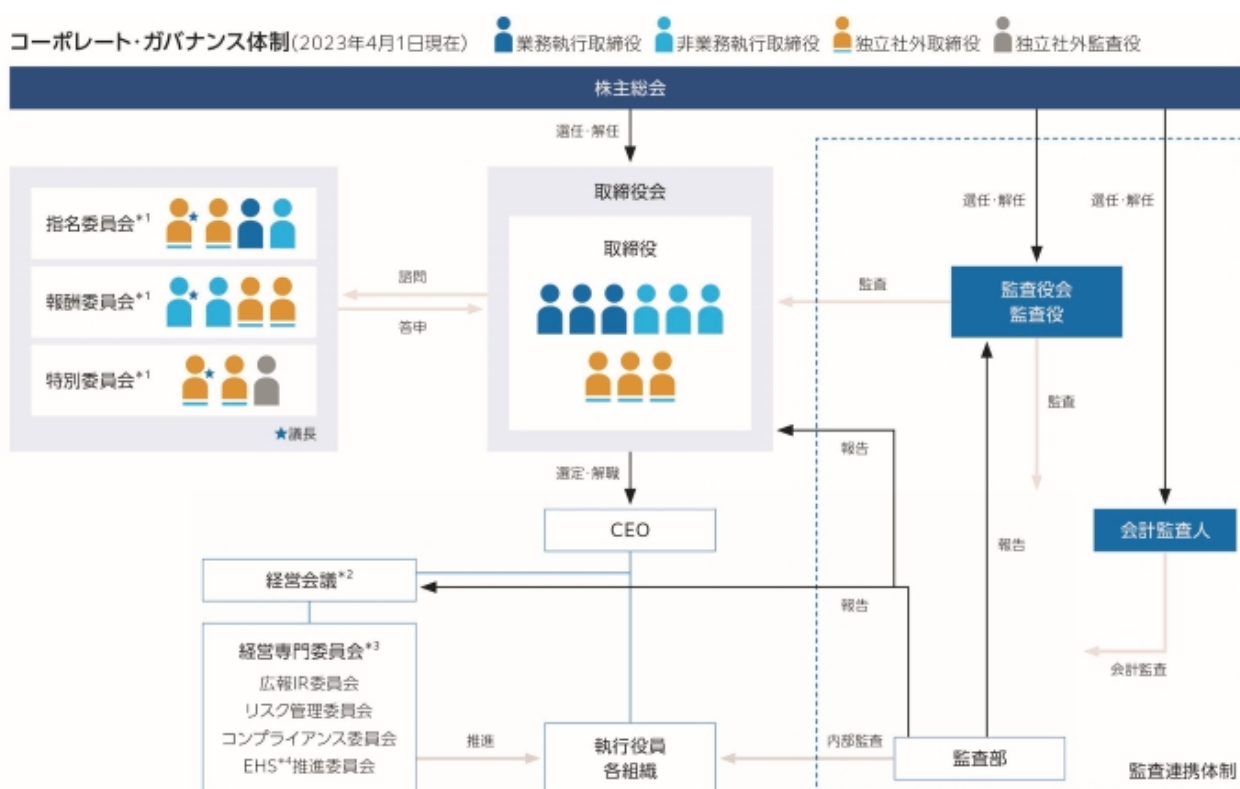 コーポレート・ガバナンス体制(2023年4月1日現在) 業務執行取締役 非業務執行取締役 独立社外取締役 独立社外監査役
株主総会
選任・解任
選任・解任
選任・解任
取締役会
取締役
指名委員会*1
報酬委員会*1
特別委員会*1
★議長
諮問
答申
監査
監査役会
監査役
監査
報告
選定・解職
CEO
報告
会計監査人
経営会議*2
報告
経営専門委員会*3
広報IR委員会
リスク管理委員会
コンプライアンス委員会
EHS*4推進委員会
推進
執行役員
各組織
内部監査
監査部
会計監査
監査連携体制